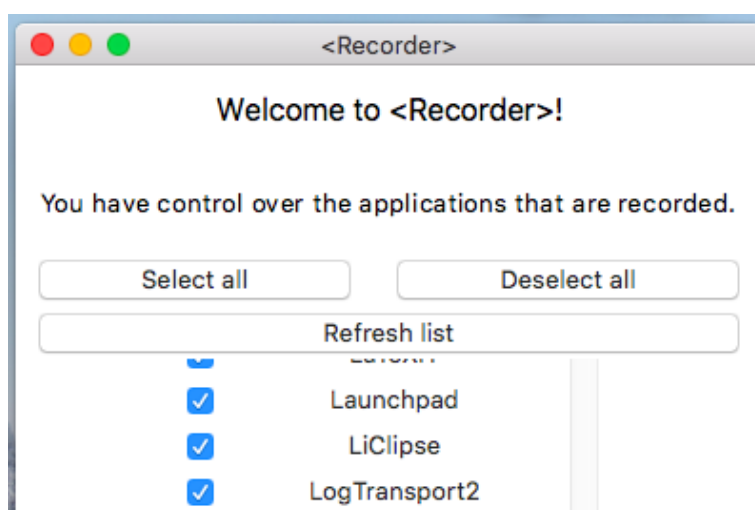 <Recorder>
Welcome to <Recorder>!
You have control over the applications that are recorded.
Select all Deselect all
Refresh list
Launchpad
LiClipse
LogTransport2